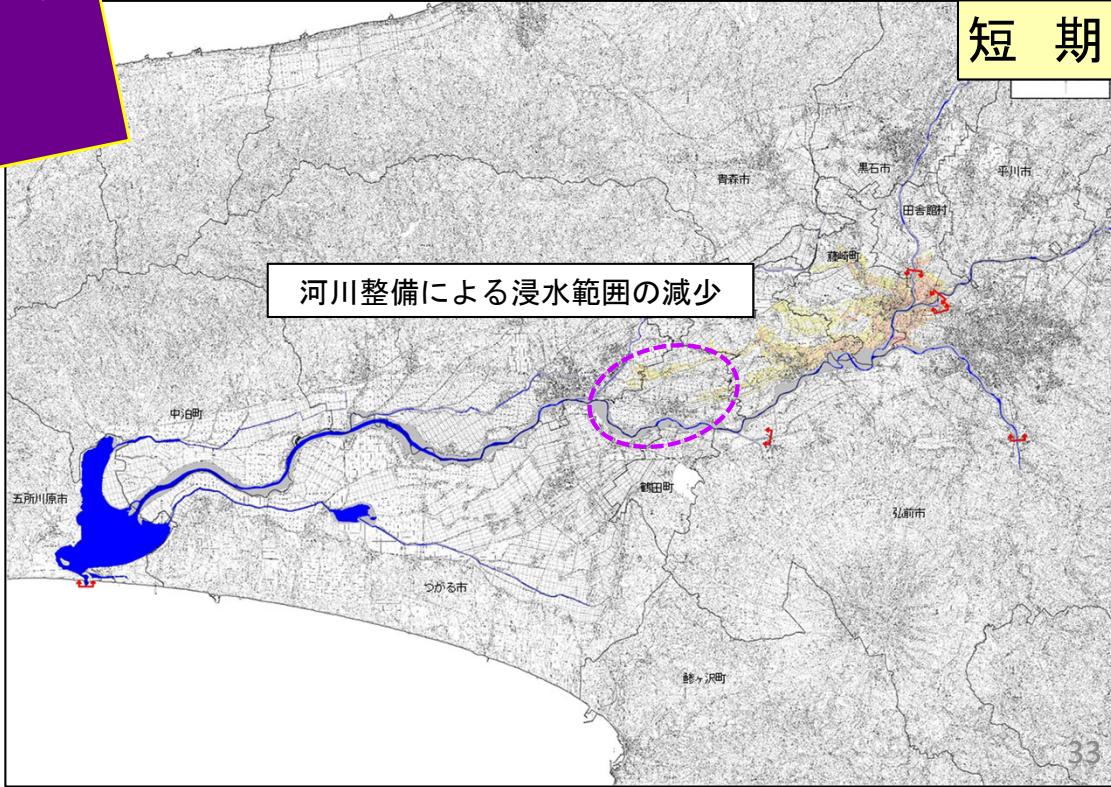 短 期
黒石市
平川市
青森市
田舎館村
藤崎町
河川整備による浸水範囲の減少
中泊町
五所川原市
鶴田町
弘前市
つがる市
鰺ヶ沢町
33